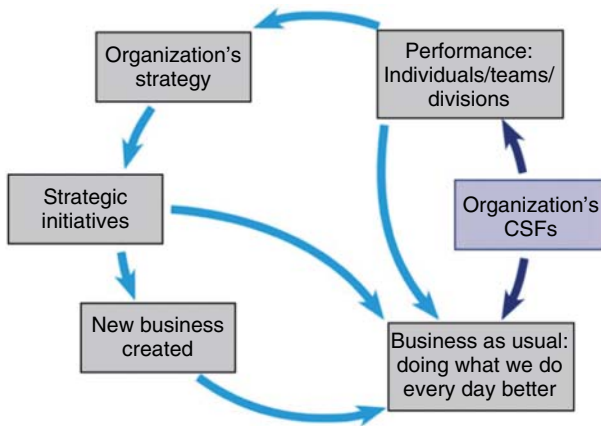 Organization’s
strategy
Performance:
Individuals/teams/
divisions
Strategic
initiatives
Organization’s
CSFs
New business
created
Business as usual:
doing what we do
every day better